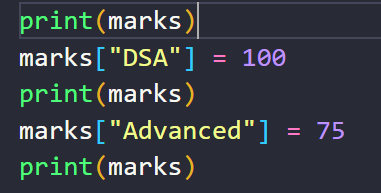 print(marks)
marks["DSA"] = 100
print(marks)
marks["Advanced"] = 75
print(marks)